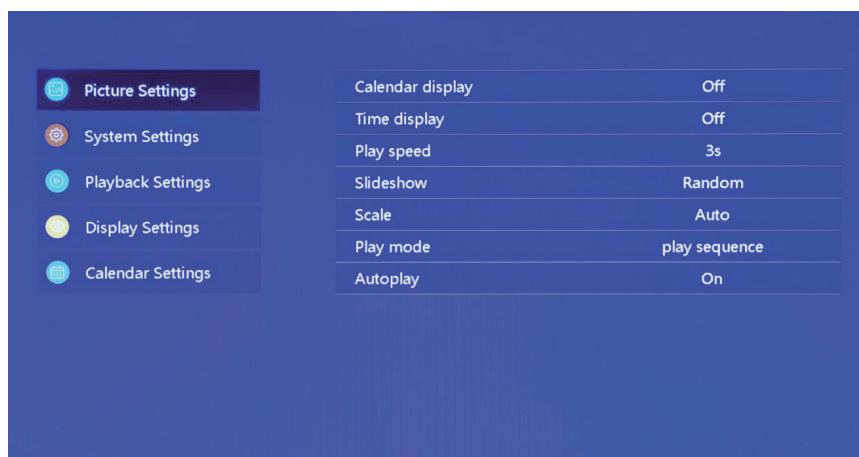 Picture Settings
System Settings
Playback Settings
Display Settings
Calendar Settings
Calendar display Off
Time display Off
Play speed 3s
Slideshow Random
Scale Auto
Play mode play sequence
Autoplay On